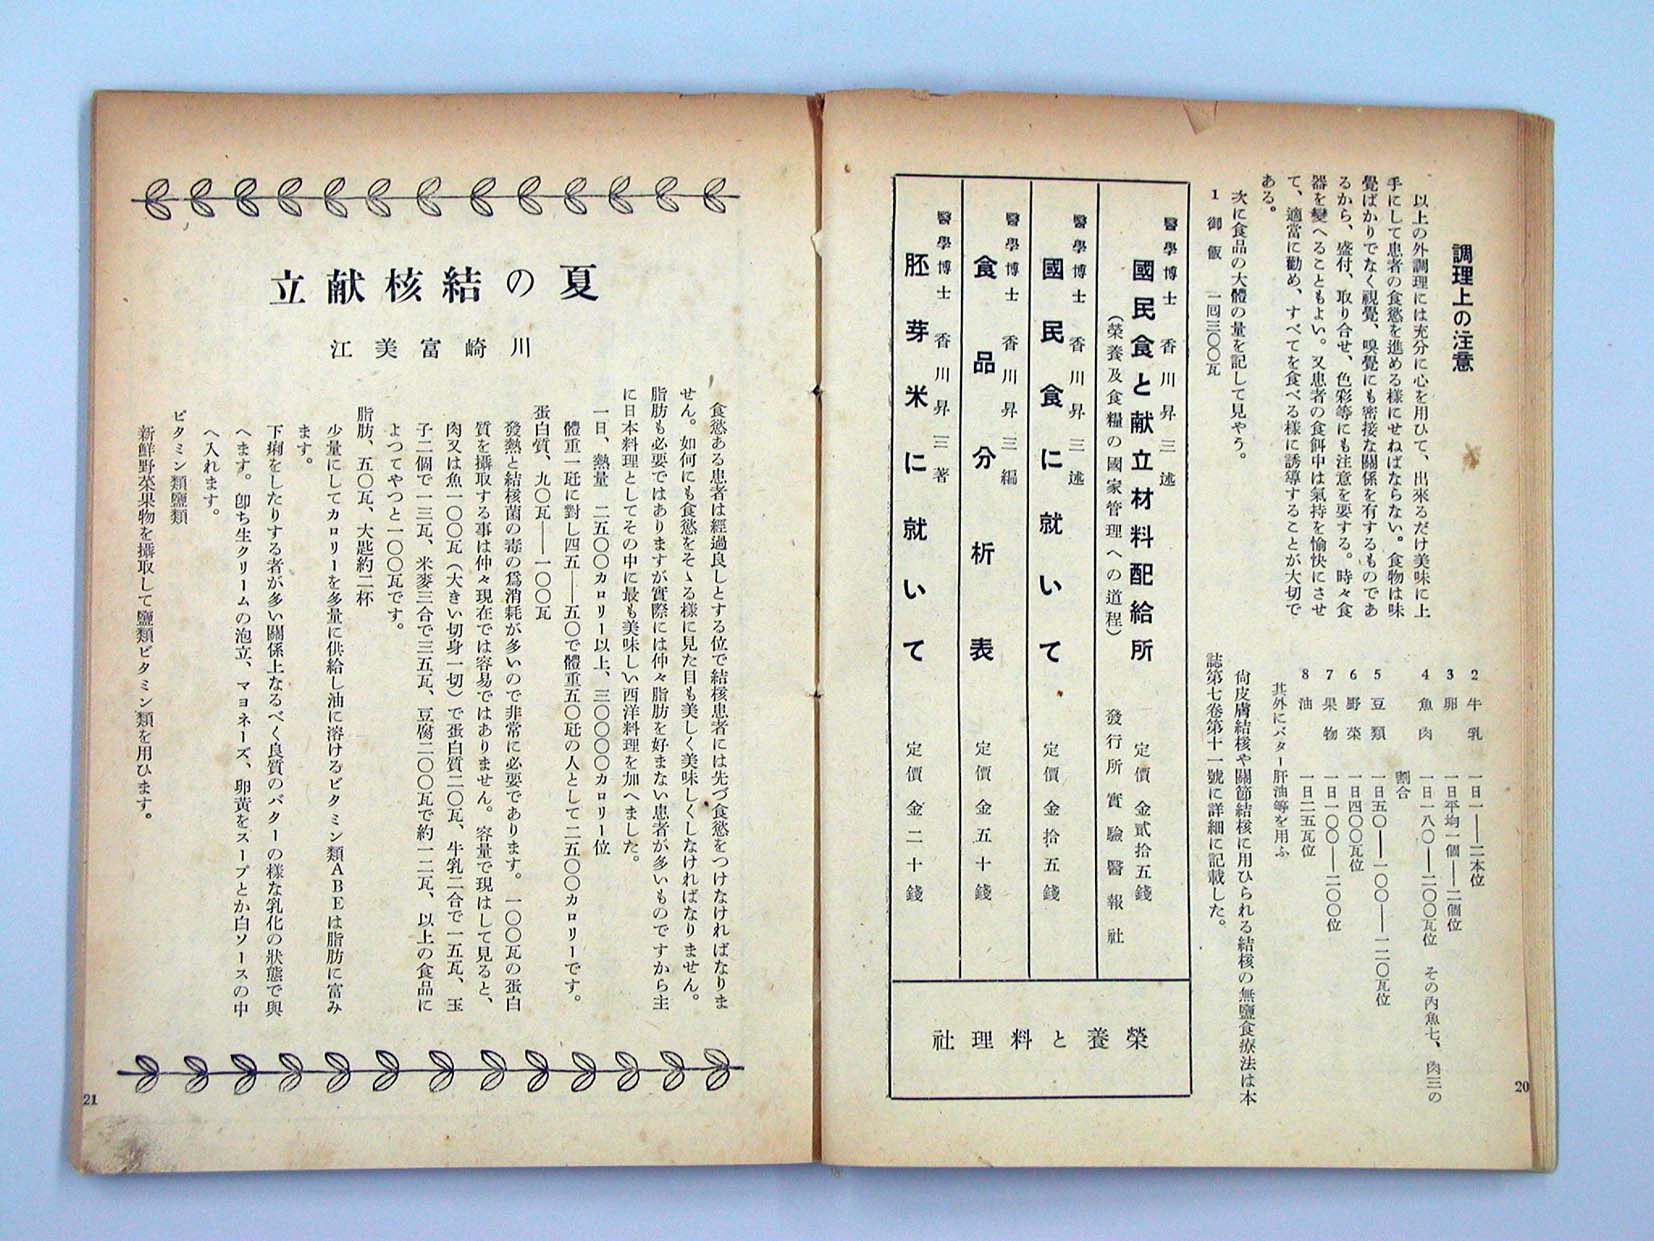 調理上の注意
以上の外調理には充分に心を用ひて、出來るだけ美味に上
手にして患者の食慾を進める樣にせねばならない。食物は味
覺ばかりでなく視覺、嗅覺にも密接な關係を有するものであ
るから、盛付、取り合せ、色彩等にも注意を要する。時々食
器を變へることもよい。又患者の食餌中は氣持を愉快にさせ
て、適當に勸め、すべてを食べる樣に誘導することが大切で
ある。
次に食品の大體の量を記して見やう。
1 御飯 一回三〇〇瓦
2 牛乳 一日一——二本位
3 卵 一日平均一個——二個位
4 魚肉 一日一八〇——二〇〇瓦位 その內魚七、肉三の
割合
5 豆類 一日五〇——一〇〇——一二〇瓦位
6 野菜 一日四〇〇瓦位
7 果物 一日一〇〇——二〇〇位
8 油 一日二五瓦位
其外にバター肝油等を用ふ
尙皮膚結核や關節結核に用ひられる結核の無鹽食療法は本
誌第七卷第十一號に詳細に記載した。
醫學博士 香川昇三述
國民食と献立材料配給所 定價 金貳拾五錢
(榮養及食糧の國家管理への道程) 發行所 實驗醫報社
醫學博士 香川昇三述
國民食に就いて 定價 金拾五錢
醫學博士 香川昇三編
食品分析表 定價 金五十錢
醫學博士 香川昇三著
胚芽米に就いて 定價 金二十錢
榮養と料理社
20
夏の結核献立
川崎富美江
食慾ある患者は經過良しとする位で結核患者には先づ食慾をつけなければなりま
せん。如何にも食慾をそゝる樣に見た目も美しく美味しくしなければなりません。
脂肪も必要ではありますが實際には仲々脂肪を好まない患者が多いものですから主
に日本料理としてその中に最も美味しい西洋料理を加へました。
一日、熱量 二五〇〇カロリー以上、三〇〇〇カロリー位
體重一瓩に對し四五——五〇で體重五〇瓩の人として二五〇〇カロリーです。
蛋白質、九〇瓦——一〇〇瓦
發熱と結核菌の毒の爲消耗が多いので非常に必要であります。一〇〇瓦の蛋白
質を攝取する事は仲々現在では容易ではありません。容量で現はして見ると、
肉又は魚一〇〇瓦(大きい切身一切)で蛋白質二〇瓦、牛乳二合で一五瓦、玉
子二個で一三瓦、米麥三合で三五瓦、豆腐二〇〇瓦で約一二瓦、以上の食品に
よつてやつと一〇〇瓦です。
脂肪、五〇瓦、大匙約二杯
少量にしてカロリーを多量に供給し油に溶けるビタミン類ABEは脂肪に富み
ます。
下痢をしたりする者が多い關係上なるべく良質のバターの樣な乳化の狀態で與
へます。卽ち生クリームの泡立、マヨネーズ、卵黃をスープとか白ソースの中
へ入れます。
ビタミン類鹽類
新鮮野菜果物を攝取して鹽類ビタミン類を用ひます。
21